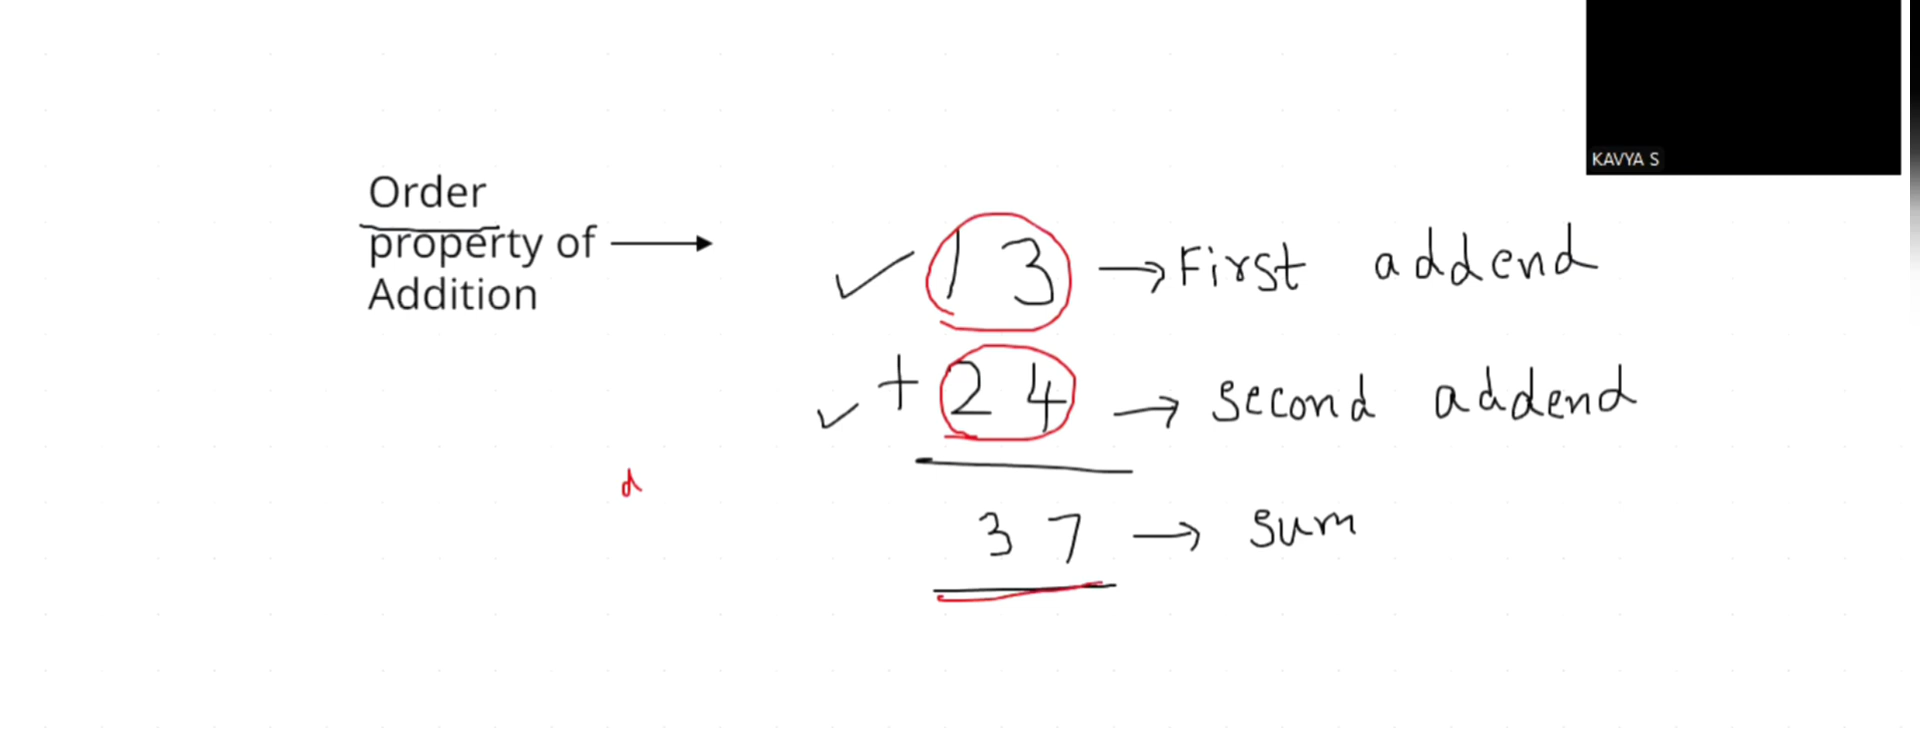 KAVYA S
Order
property of
Addition
13 → First addend
+ 24 → second addend
37 → sum
d